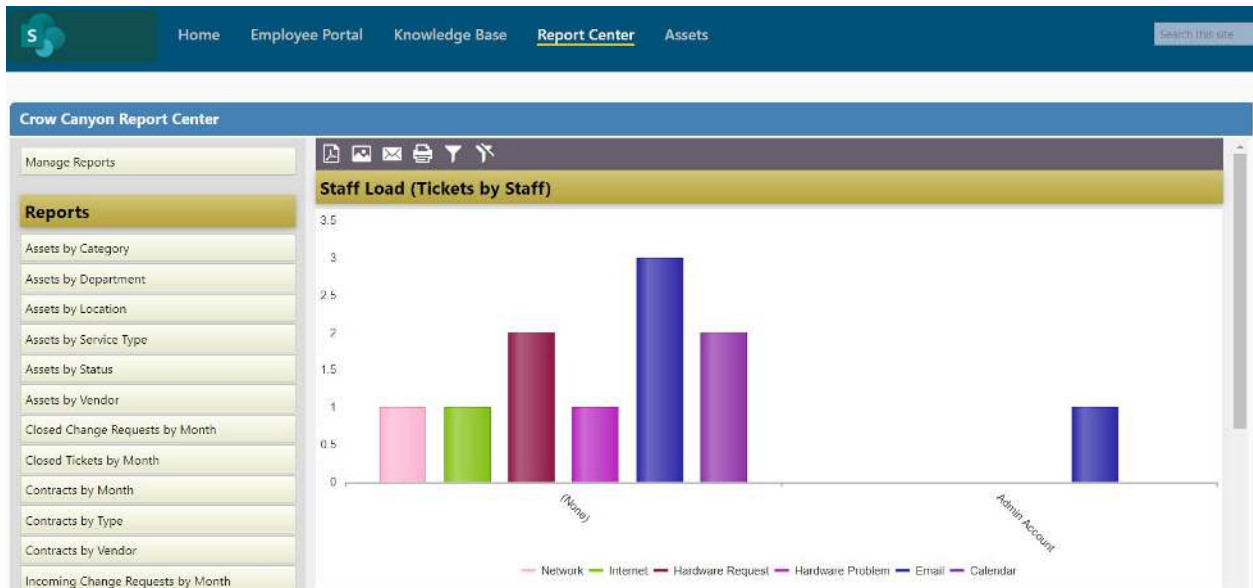 S
Home Employee Portal Knowledge Base Report Center Assets
Search this site
Crow Canyon Report Center
Manage Reports
Reports
Assets by Category
Assets by Department
Assets by Location
Assets by Service Type
Assets by Status
Assets by Vendor
Closed Change Requests by Month
Closed Tickets by Month
Contracts by Month
Contracts by Type
Contracts by Vendor
Incoming Change Requests by Month
Staff Load (Tickets by Staff)
3.5
3
2.5
2
1.5
1
0.5
0
(None)
Admin Account
Network Internet Hardware Request Hardware Problem Email Calendar